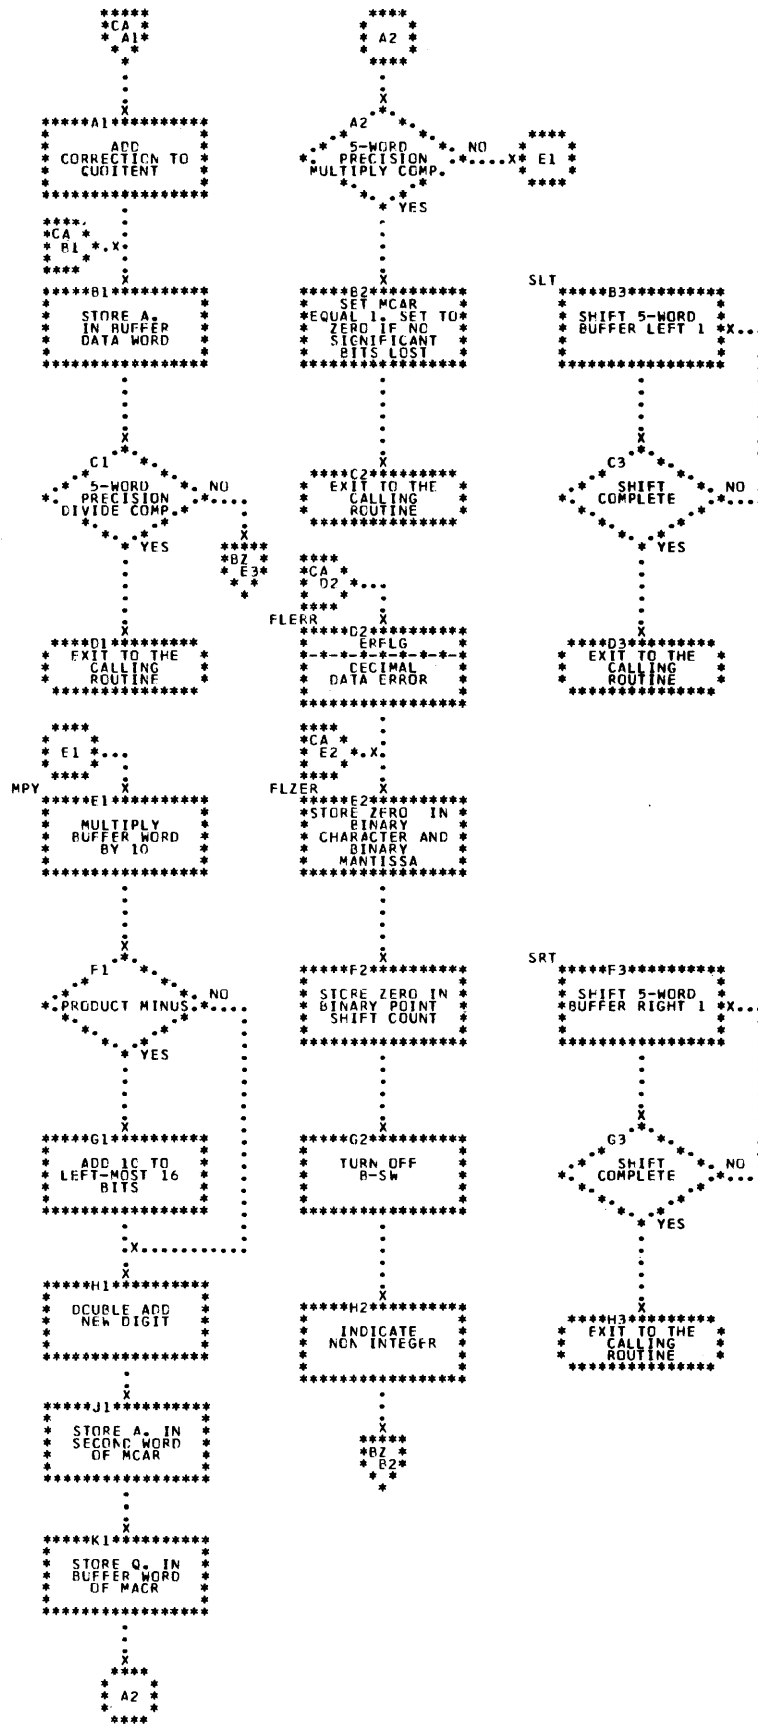 CA
A1
A1
ADD
CORRECTION TO
CUOITENT
CA
B1
B1
STORE A.
IN BUFFER
DATA WORD
C1
5-WORD
PRECISION
DIVIDE COMP.
NO
YES
BZ
E3
D1
EXIT TO THE
CALLING
ROUTINE
E1
MPY
E1
MULTIPLY
BUFFER WORD
BY 10
F1
PRODUCT MINUS
NO
YES
G1
ADD 1C TO
LEFT-MOST 16
BITS
X
H1
DCUBLE ADD
NEW DIGIT
J1
STORE A. IN
SECOND WORD
OF MCAR
K1
STORE Q. IN
BUFFER WORD
OF MACR
A2
A2
A2
5-WORD
PRECISION
MULTIPLY COMP.
NO
E1
YES
B2
SET MCAR
EQUAL 1. SET TO
ZERO IF NO
SIGNIFICANT
BITS LOST
C2
EXIT TO THE
CALLING
ROUTINE
CA
D2
FLERR
D2
ERFLG
CECIMAL
DATA ERROR
CA
E2
FLZER
E2
STORE ZERO IN
BINARY
CHARACTER AND
BINARY
MANTISSA
F2
STCRE ZERO IN
BINARY POINT
SHIFT COUNT
G2
TURN OFF
B-SW
H2
INDICATE
NON INTEGER
BZ
B2
SLT
B3
SHIFT 5-WORD
BUFFER LEFT 1
C3
SHIFT
COMPLETE
NO
YES
D3
EXIT TO THE
CALLING
ROUTINE
SRT
F3
SHIFT 5-WORD
BUFFER RIGHT 1
G3
SHIFT
COMPLETE
NO
YES
H3
EXIT TO THE
CALLING
ROUTINE